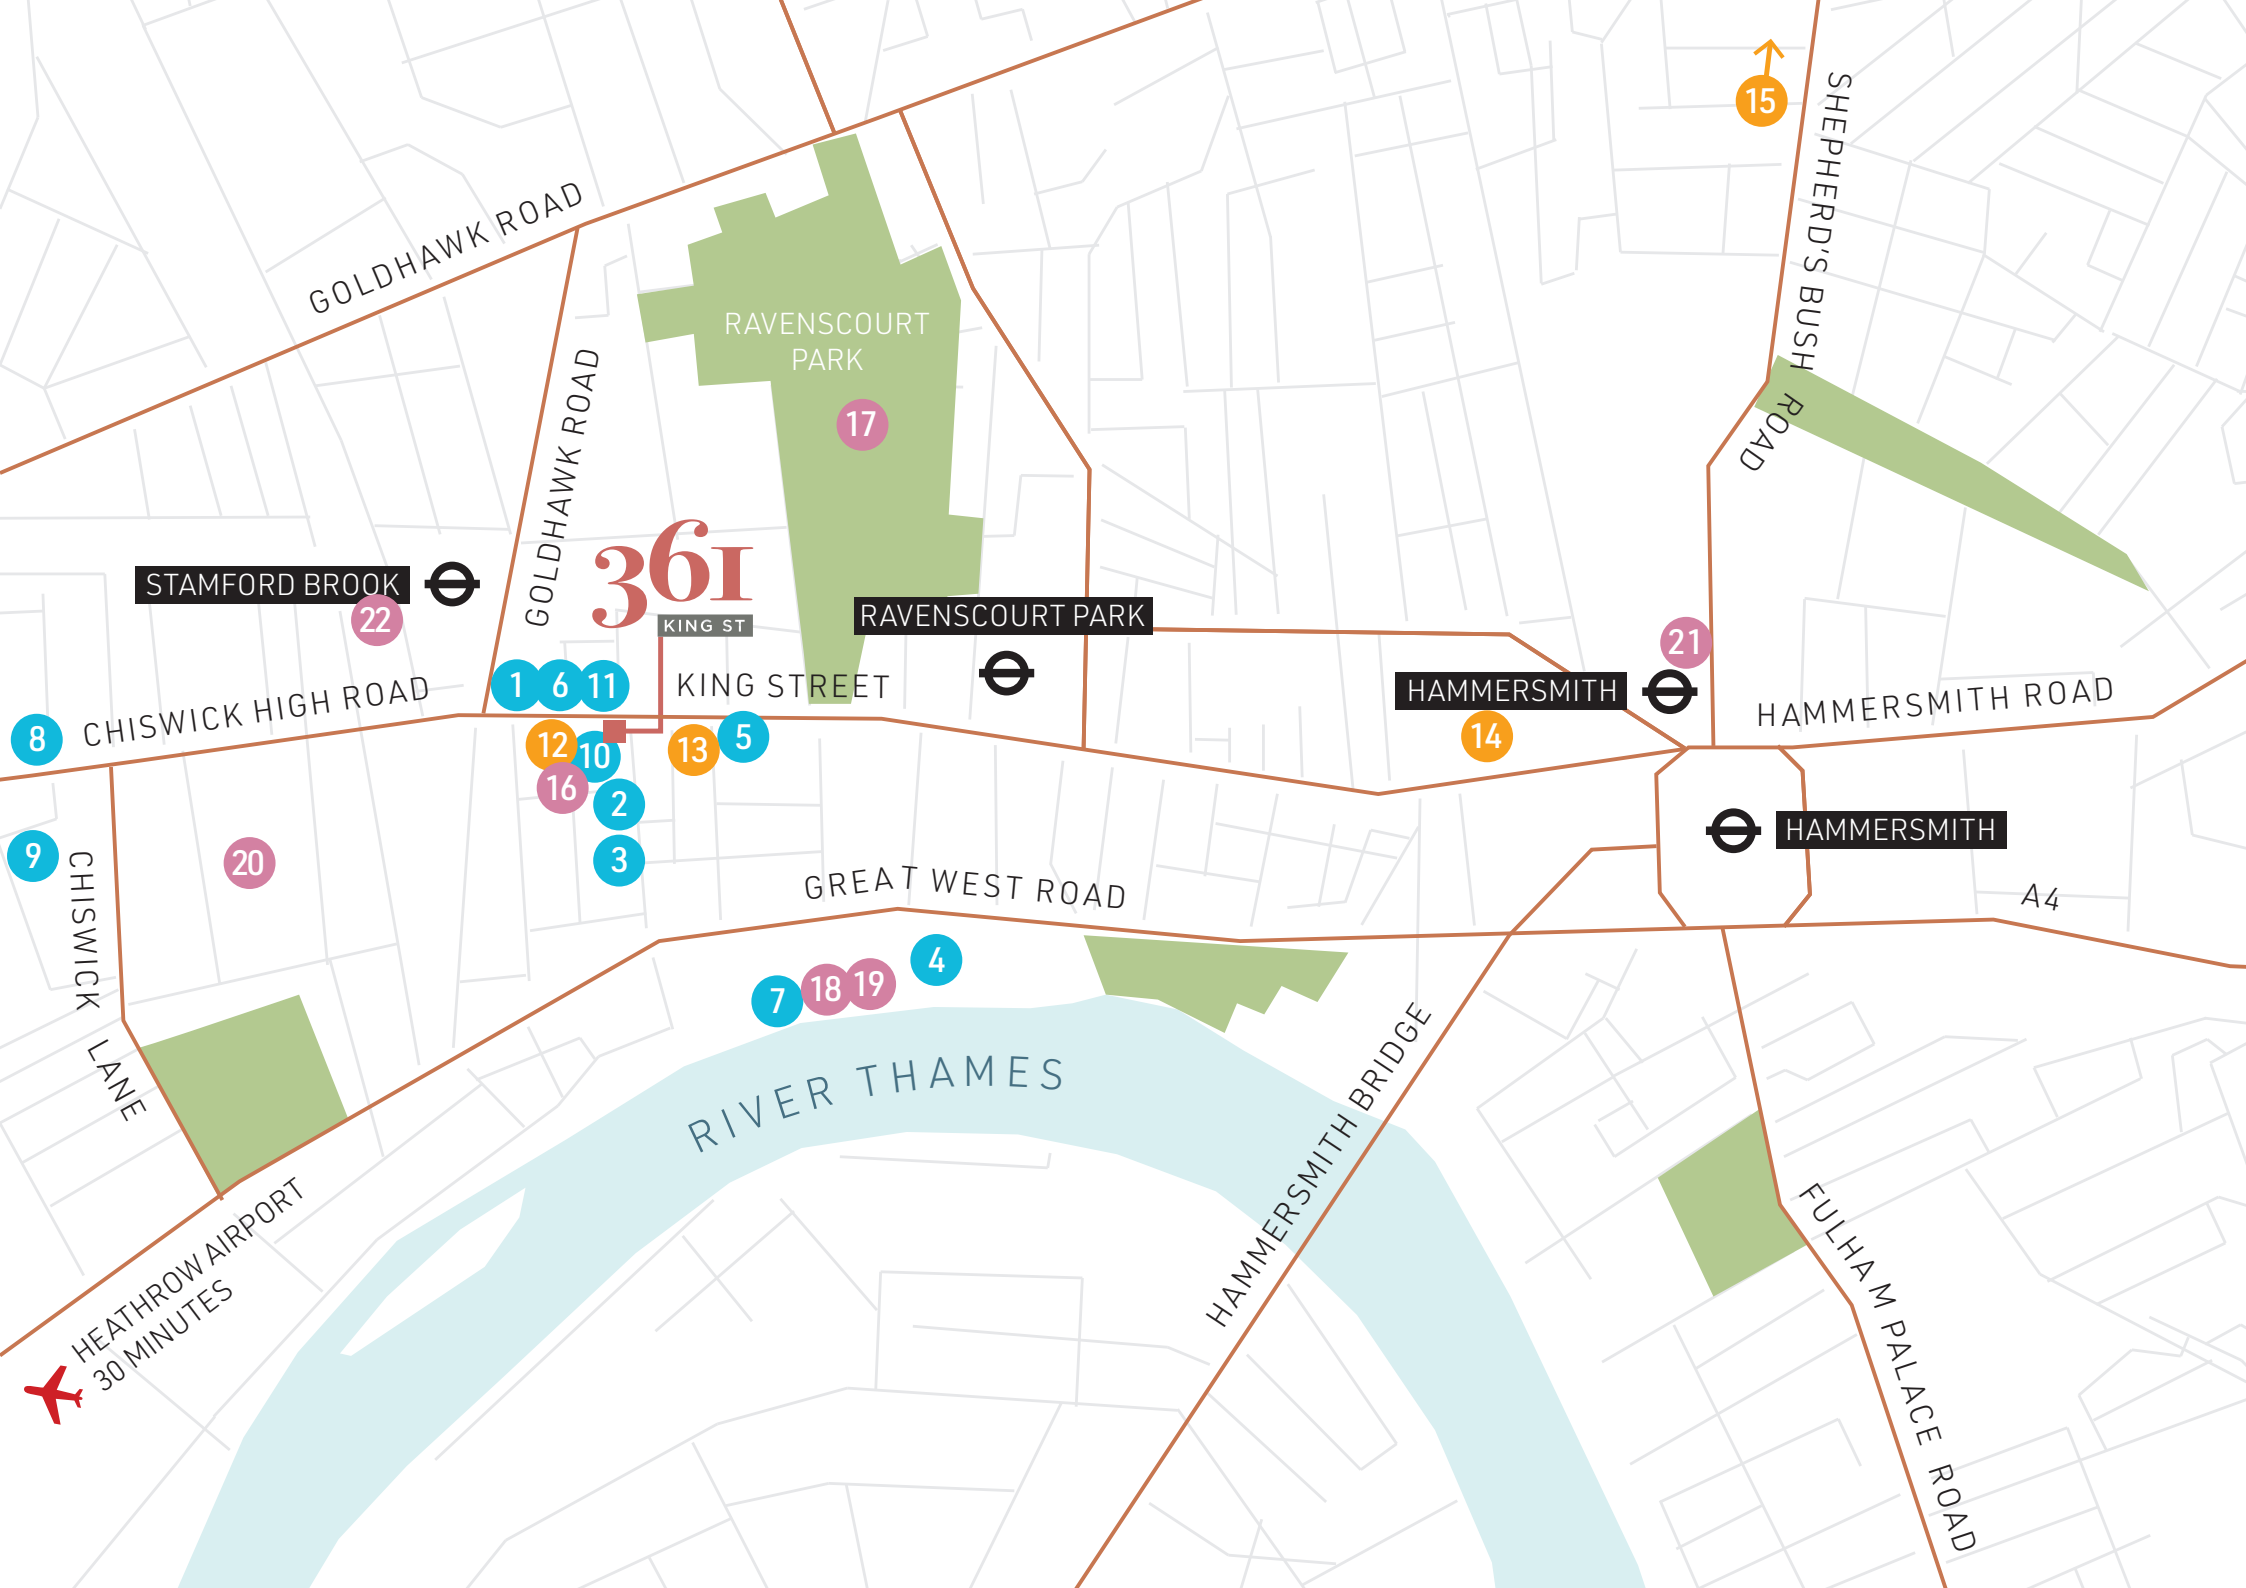 15
SHEPHERD'S BUSH ROAD
GOLDHAWK ROAD
RAVENSCOURT
PARK
17
GOLDHAWK ROAD
361
KING ST
STAMFORD BROOK
22
RAVENSCOURT PARK
21
HAMMERSMITH
HAMMERSMITH ROAD
CHISWICK HIGH ROAD
1
6
11
KING STREET
8
12
10
13
5
14
16
2
HAMMERSMITH
9
20
3
CHISWICK LANE
GREAT WEST ROAD
A4
4
7
18
19
RIVER THAMES
HAMMERSMITH BRIDGE
FULHAM PALACE ROAD
HEATHROW AIRPORT
30 MINUTES